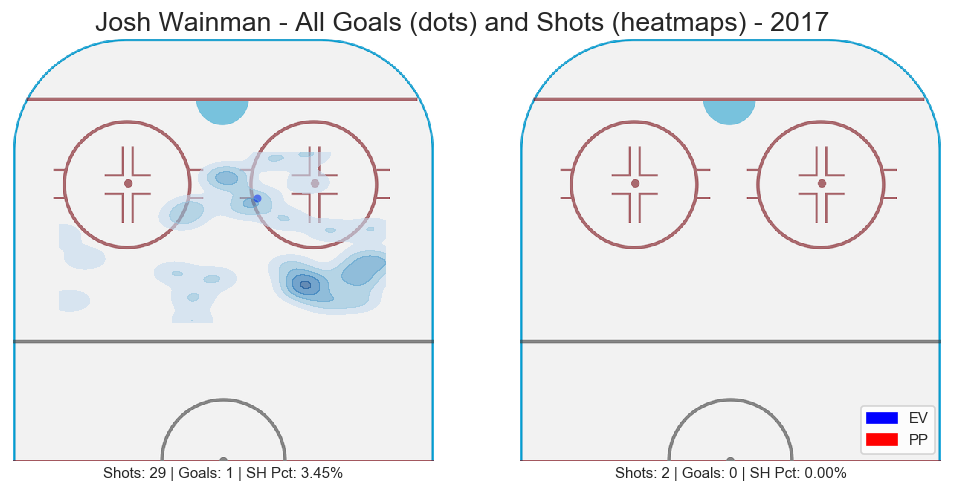 Josh Wainman - All Goals (dots) and Shots (heatmaps) - 2017
EV
PP
Shots: 29 | Goals: 1 | SH Pct: 3.45%
Shots: 2 | Goals: 0 | SH Pct: 0.00%